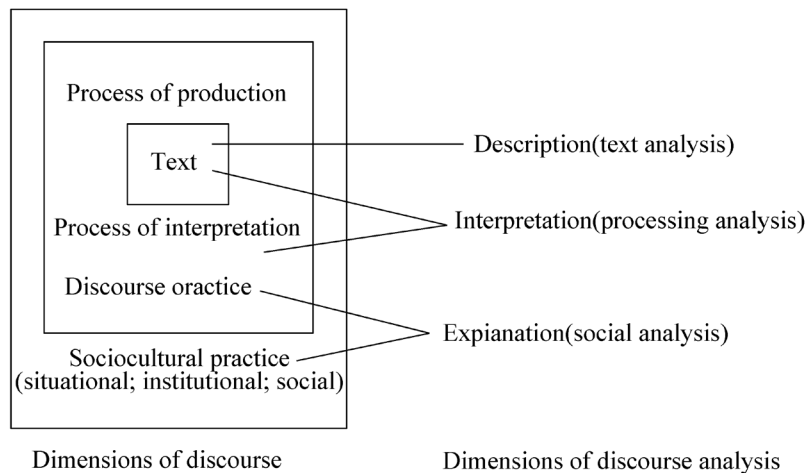 Process of production
Text
Description(text analysis)
Process of interpretation
Interpretation(processing analysis)
Discourse oractice
Expianation(social analysis)
Sociocultural practice
(situational; institutional; social)
Dimensions of discourse
Dimensions of discourse analysis